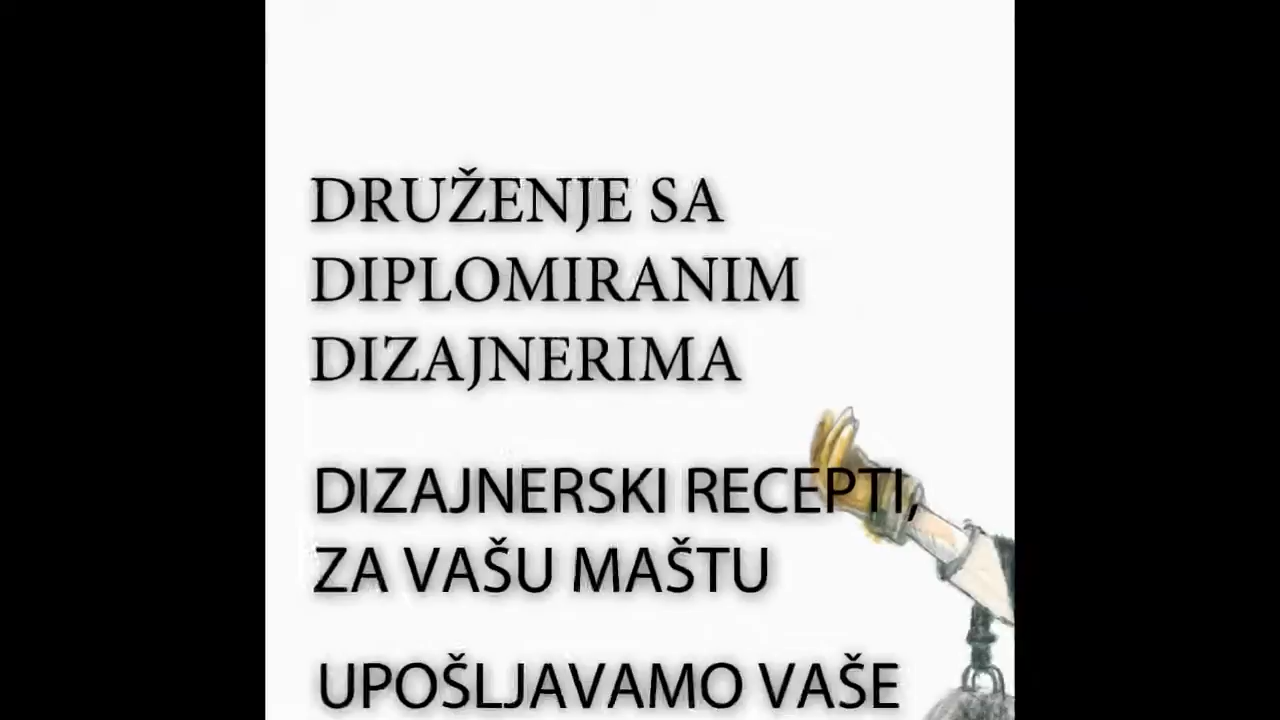 DRUŽENJE SA
DIPLOMIRANIM
DIZAJNERIMA
DIZAJNERSKI RECEPTI,
ZA VAŠU MAŠTU
UPOŠLJAVAMO VAŠE